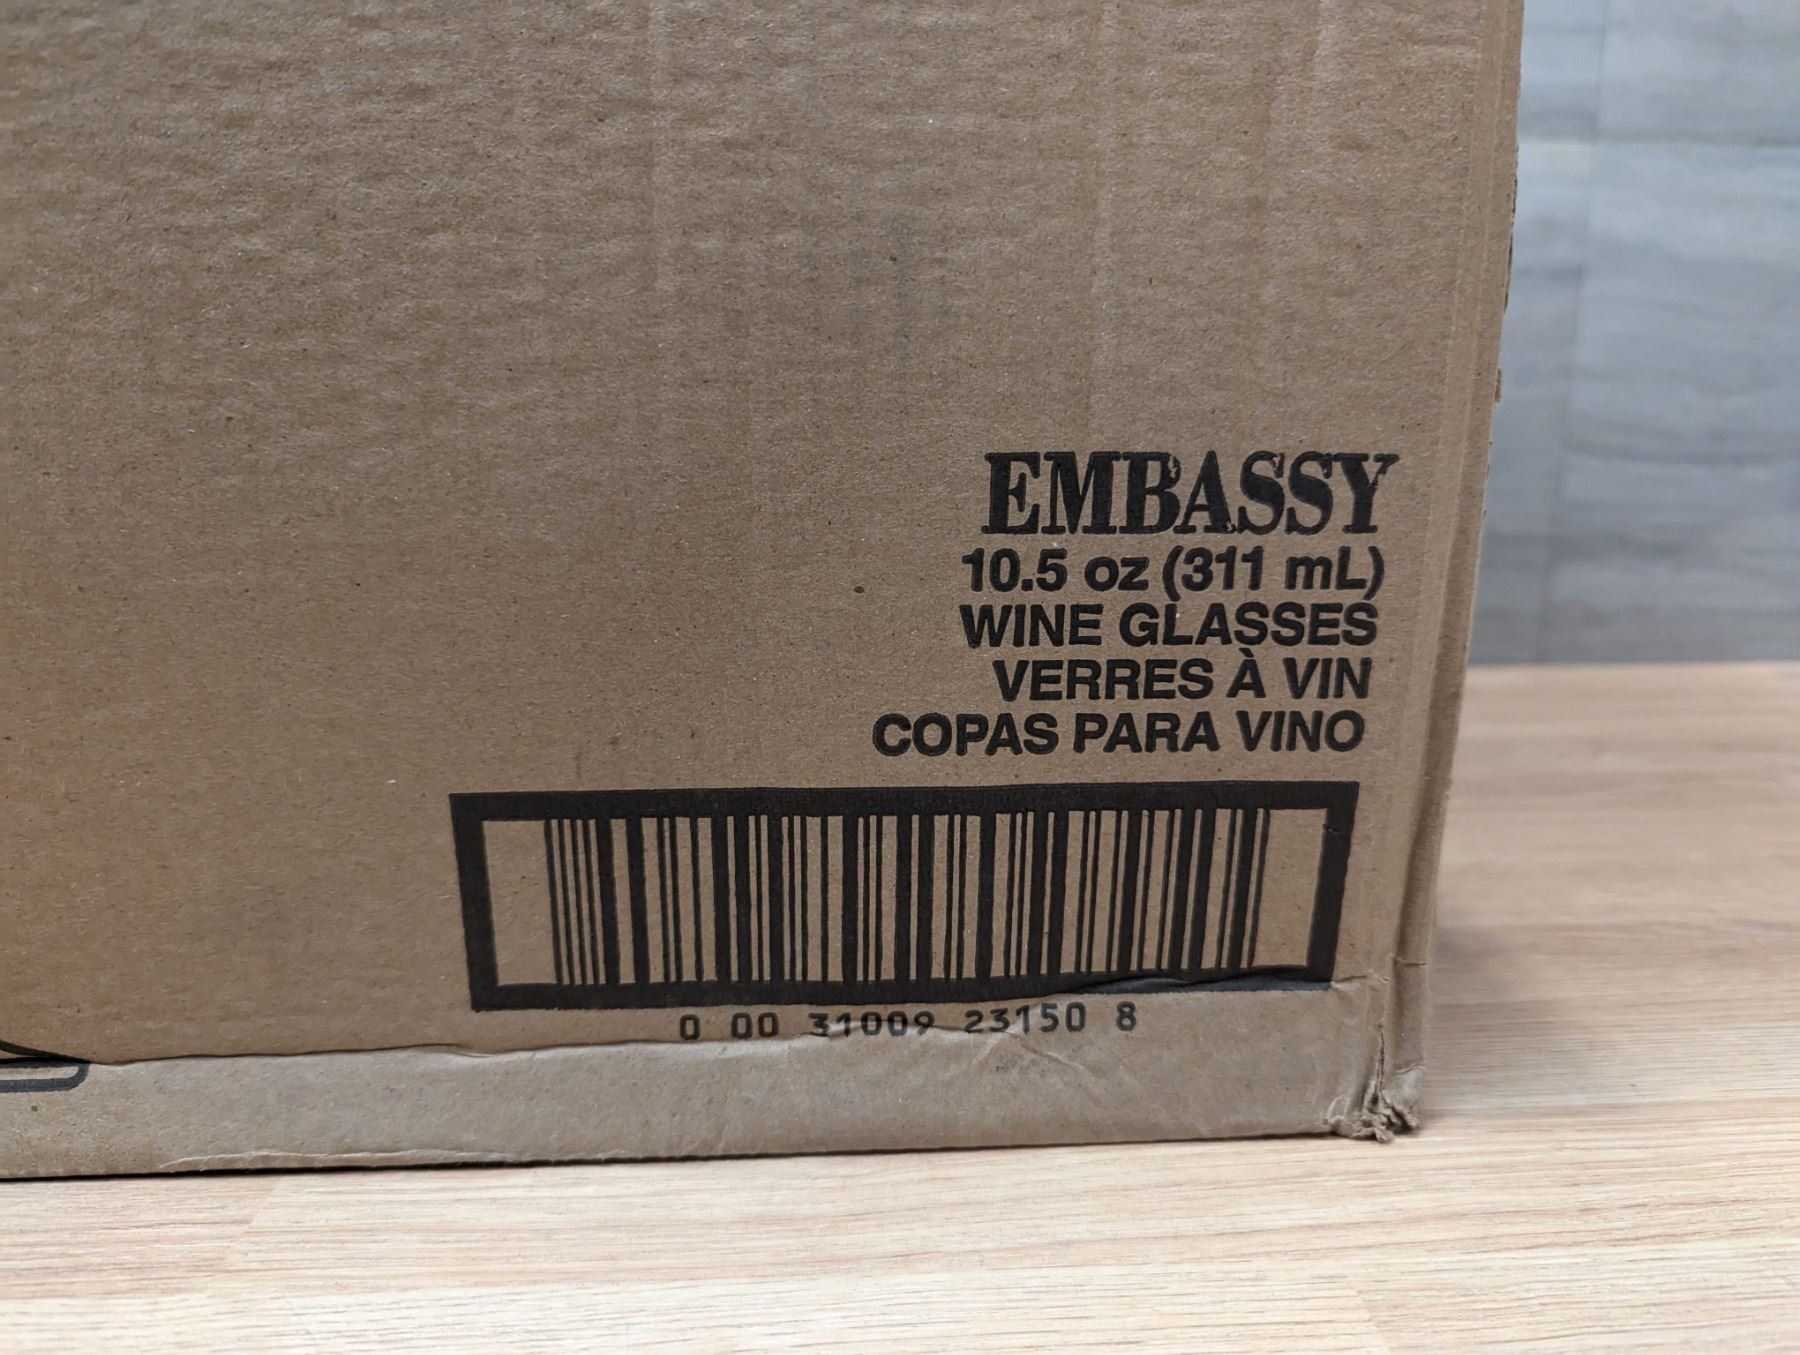 EMBASSY
10.5 oz (311 mL)
WINE GLASSES
VERRES À VIN
COPAS PARA VINO
0 00 31009 23150 8